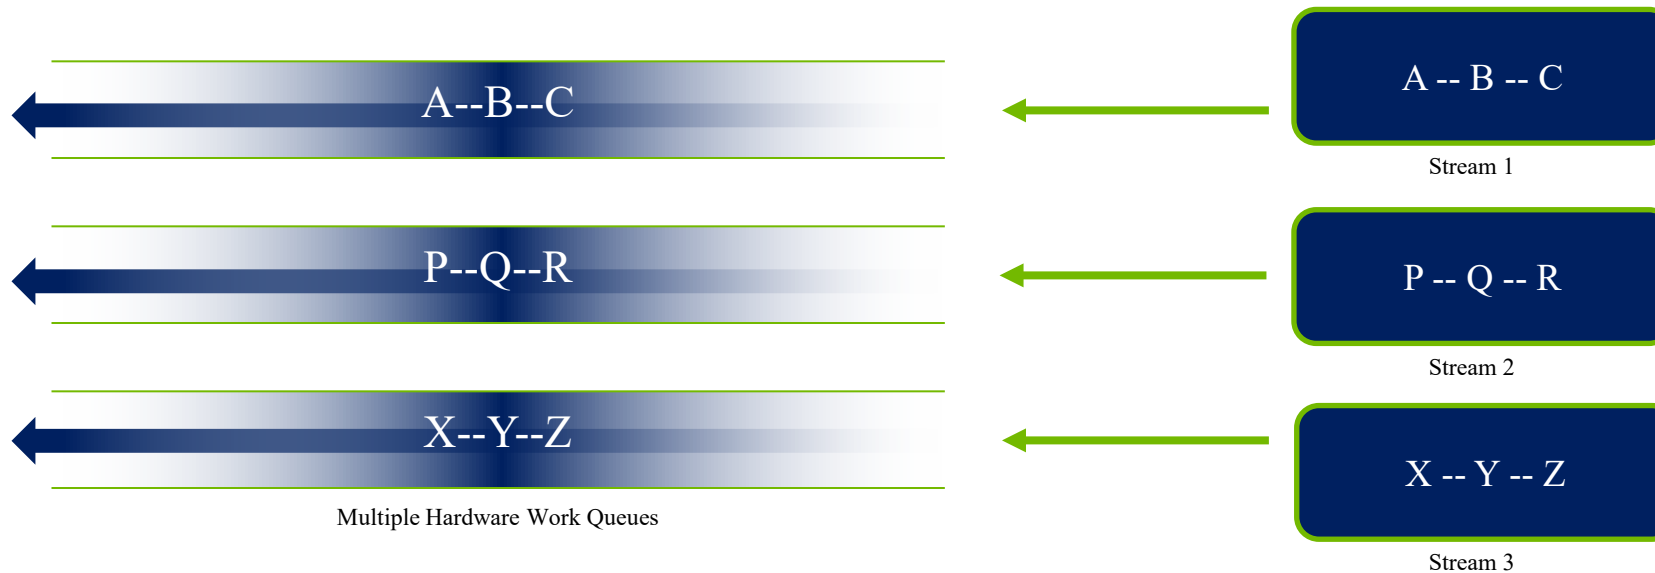 A--B--C
A -- B -- C
Stream 1
P--Q--R
P -- Q -- R
Stream 2
X--Y--Z
X -- Y -- Z
Multiple Hardware Work Queues
Stream 3